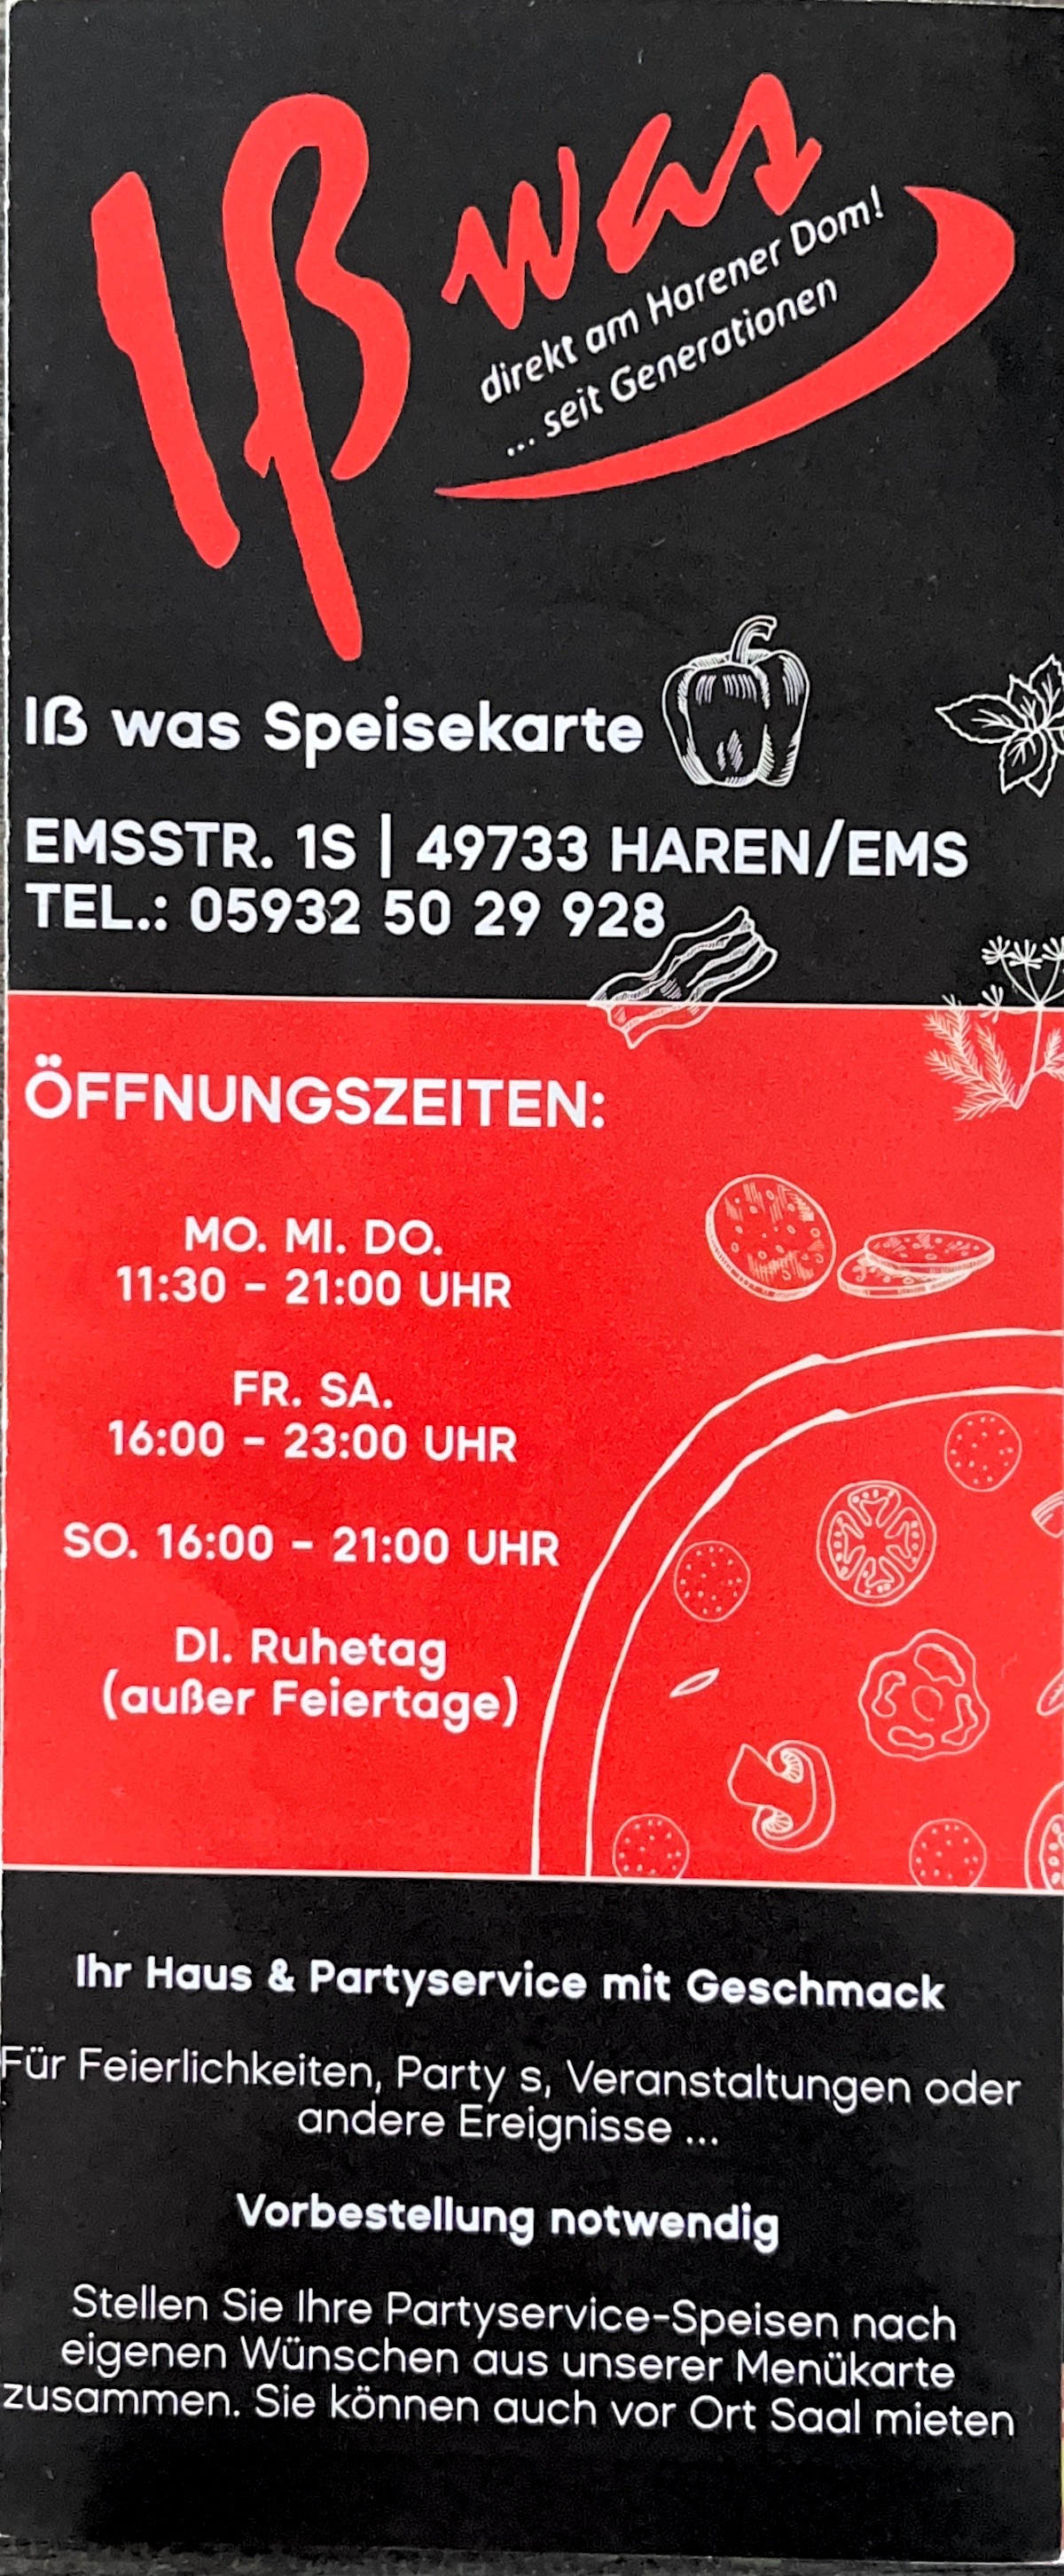 Iß was
direkt am Harener Dom!
... seit Generationen
Iß was Speisekarte
EMSSTR. 1S | 49733 HAREN/EMS
TEL.: 05932 50 29 928
ÖFFNUNGSZEITEN:
MO. MI. DO.
11:30 - 21:00 UHR
FR. SA.
16:00 - 23:00 UHR
SO. 16:00 - 21:00 UHR
DI. Ruhetag
(außer Feiertage)
Ihr Haus & Partyservice mit Geschmack
Für Feierlichkeiten, Party s, Veranstaltungen oder
andere Ereignisse ...
Vorbestellung notwendig
Stellen Sie Ihre Partyservice-Speisen nach
eigenen Wünschen aus unserer Menükarte
zusammen. Sie können auch vor Ort Saal mieten